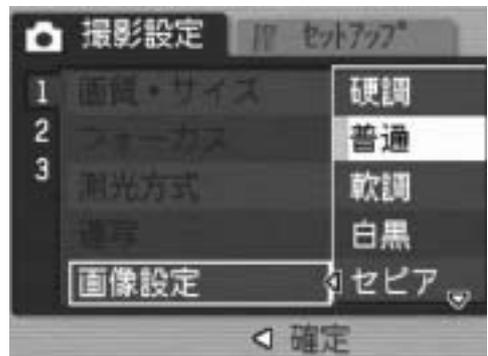 撮影設定 セットアップ
1 画質・サイズ 硬調
2 フォーカス 普通
3 測光方式 軟調
連写 白黒
画像設定 セピア
確定